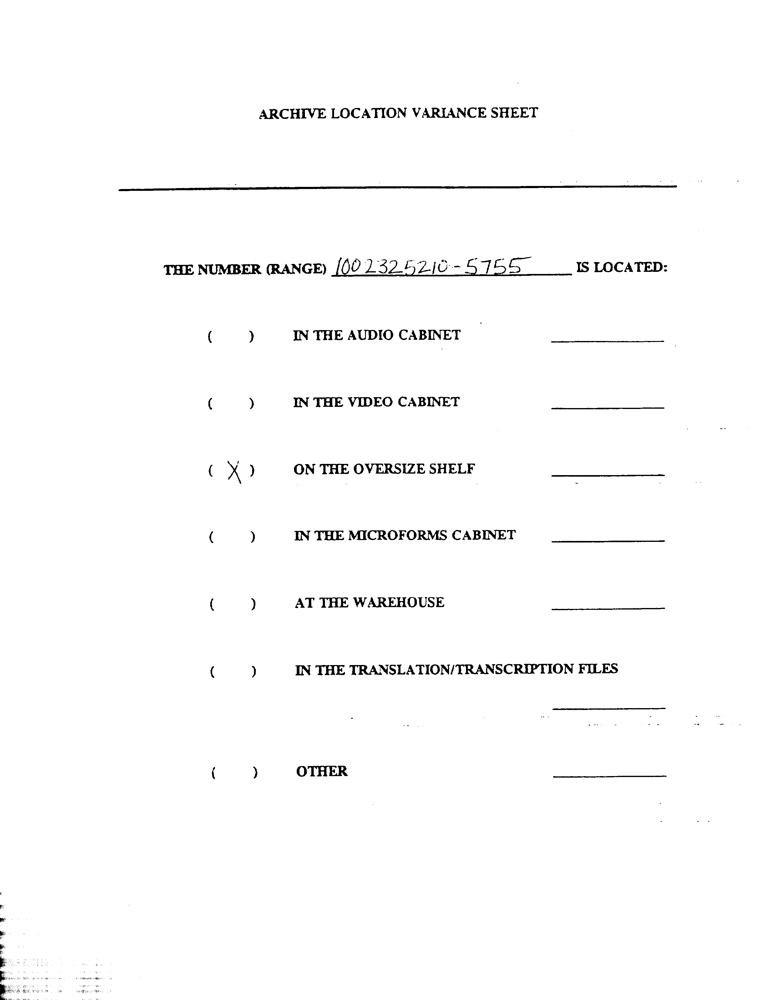 ARCHIVE LOCATION VARIANCE SHEET
THE NUMBER (RANGE) 1002325210-5755 IS LOCATED:
( ) IN THE AUDIO CABINET
( ) IN THE VIDEO CABINET
( X ) ON THE OVERSIZE SHELF
( ) IN THE MICROFORMS CABINET
( ) AT THE WAREHOUSE
( ) IN THE TRANSLATION/TRANSCRIPTION FILES
( ) OTHER